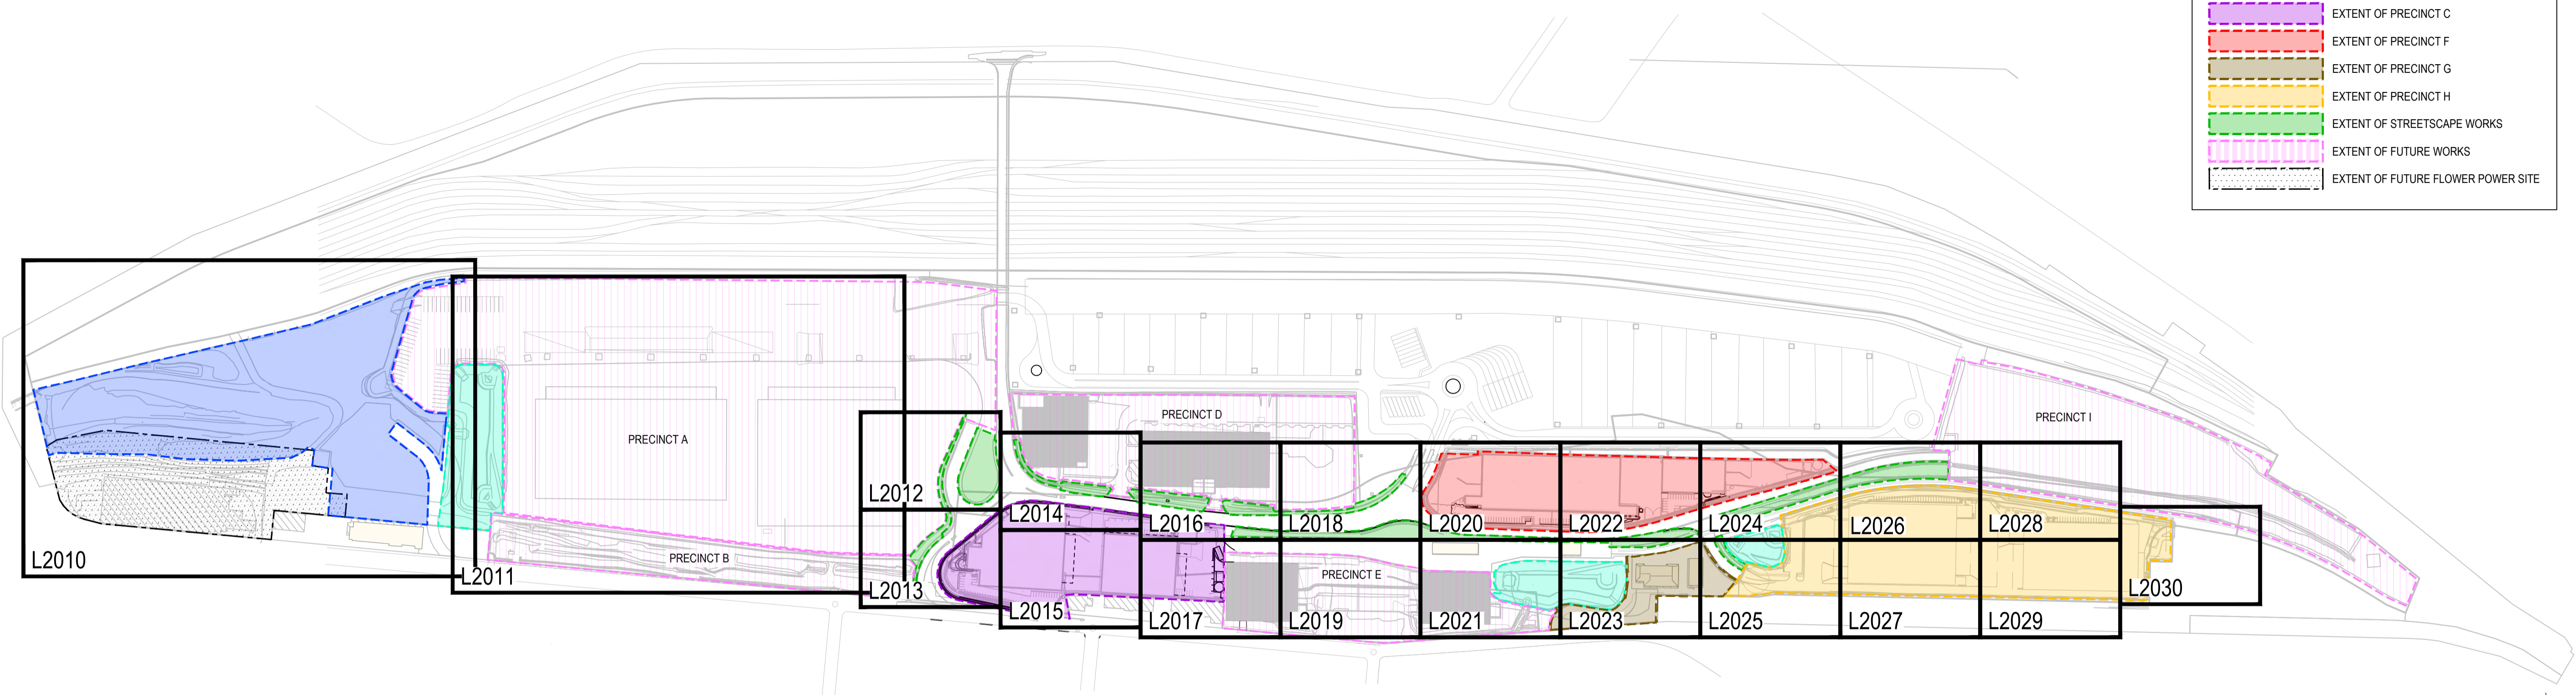 EXTENT OF PRECINCT C
EXTENT OF PRECINCT F
EXTENT OF PRECINCT G
EXTENT OF PRECINCT H
EXTENT OF STREETSCAPE WORKS
EXTENT OF FUTURE WORKS
EXTENT OF FUTURE FLOWER POWER SITE
PRECINCT D
PRECINCT I
PRECINCT A
L2012
L2014
L2016
L2018
L2020
L2022
L2024
L2026
L2028
L2010
L2011
PRECINCT B
L2013
PRECINCT E
L2030
L2015
L2017
L2019
L2021
L2023
L2025
L2027
L2029